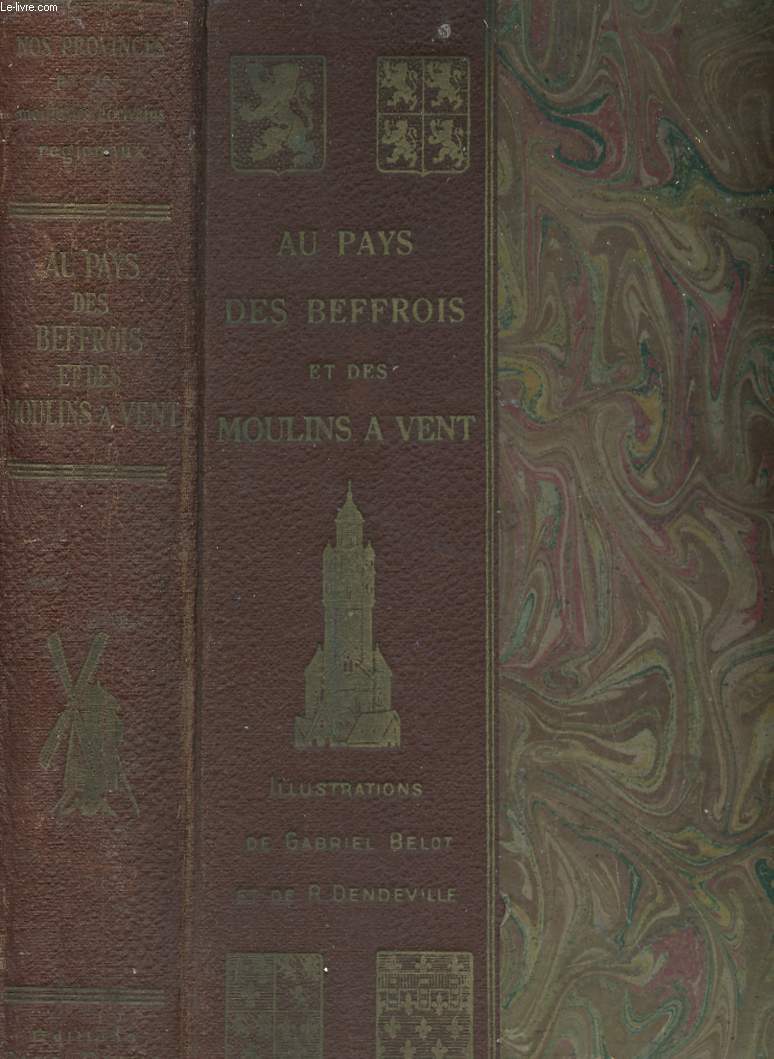 Le-livre.com
NOS PROVINCES
régionaux
AU PAYS
DES
BEFFROIS
ET DES
MOULINS A VENT
AU PAYS
DES BEFFROIS
ET DES
MOULINS A VENT
ILLUSTRATIONS
DE GABRIEL BELOT
ET DE R. DENDEVILLE